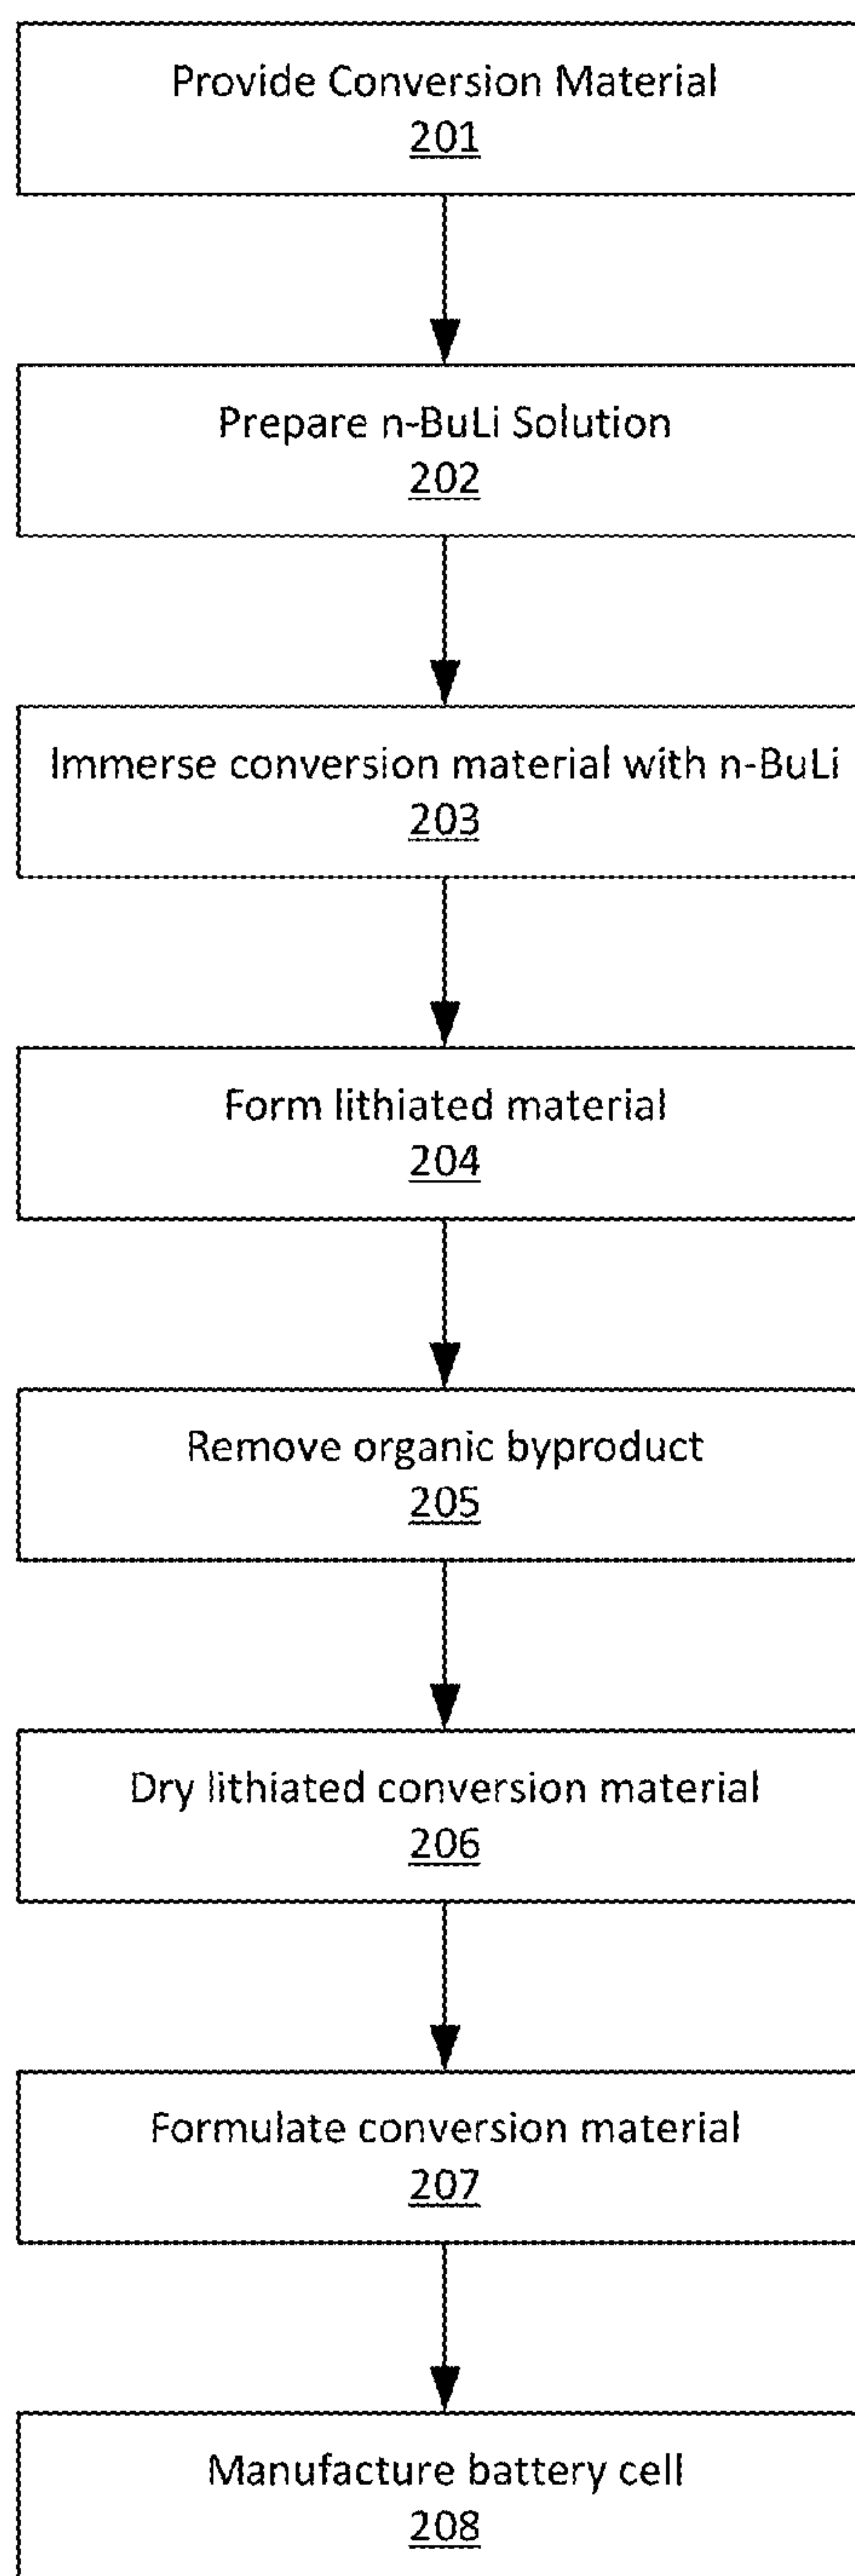 Provide Conversion Material
201
Prepare n-BuLi Solution
202
Immerse conversion material with n-BuLi
203
Form lithiated material
204
Remove organic byproduct
205
Dry lithiated conversion material
206
Formulate conversion material
207
Manufacture battery cell
208